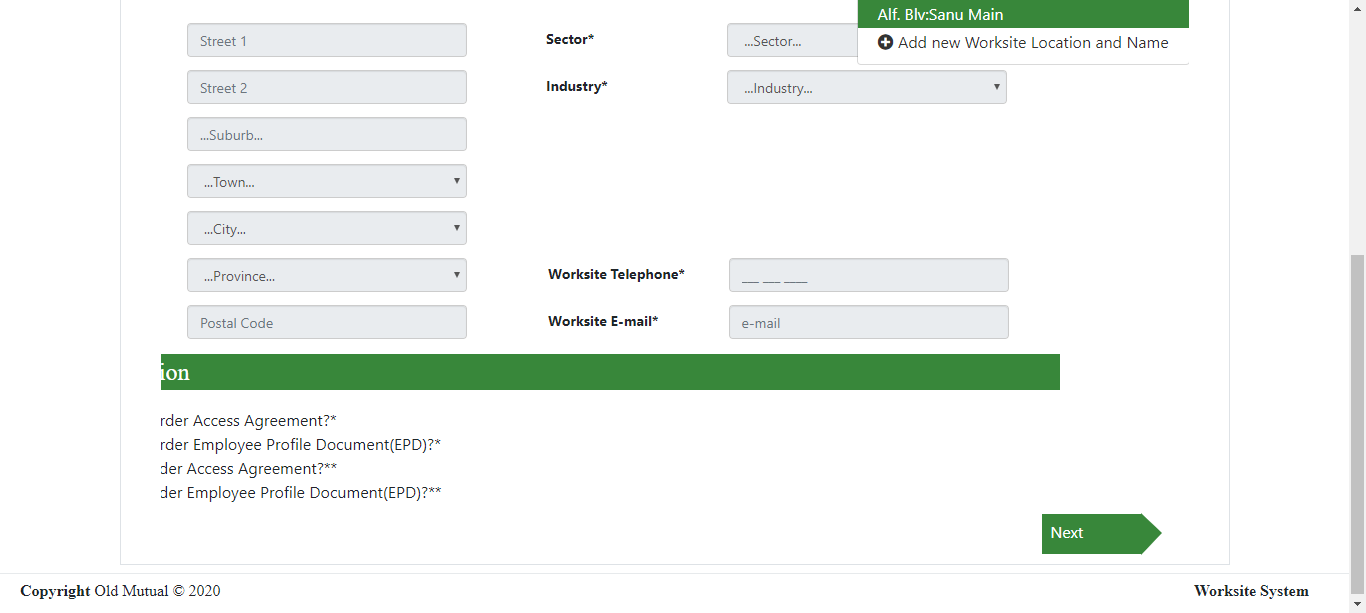 Alf. Blv:Sanu Main
Street 1
Sector*
...Sector...
Add new Worksite Location and Name
Street 2
Industry*
...Industry...
...Suburb...
...Town...
...City...
...Province...
Worksite Telephone*
___ ___ ____
Postal Code
Worksite E-mail*
e-mail
ion
rder Access Agreement?*
rder Employee Profile Document(EPD)?*
der Access Agreement?**
der Employee Profile Document(EPD)?**
Next
Copyright Old Mutual © 2020
Worksite System